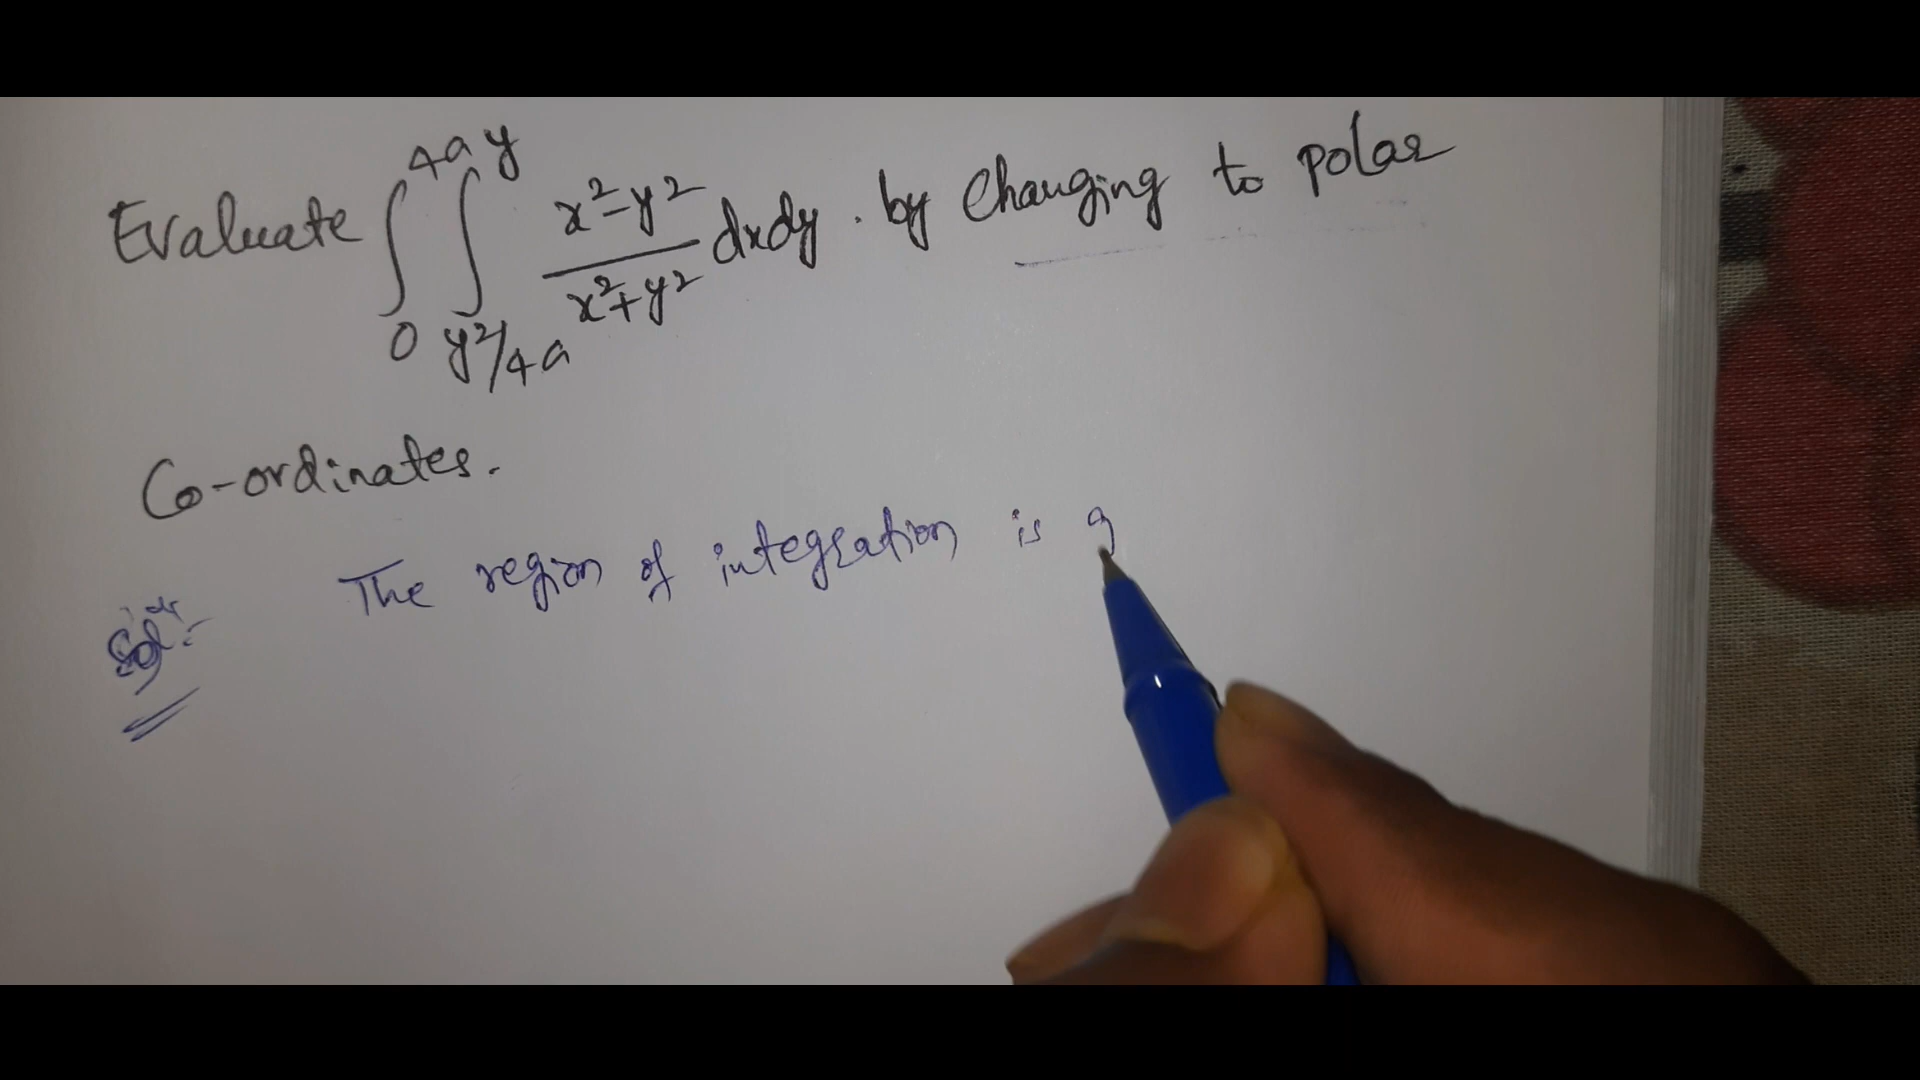 Evaluate ∫₀^{4a} ∫_{y²/4a}^{y} (x²-y²)/(x²+y²) dxdy . by changing to polar
Co-ordinates.
Solⁿ:- The region of integration is g